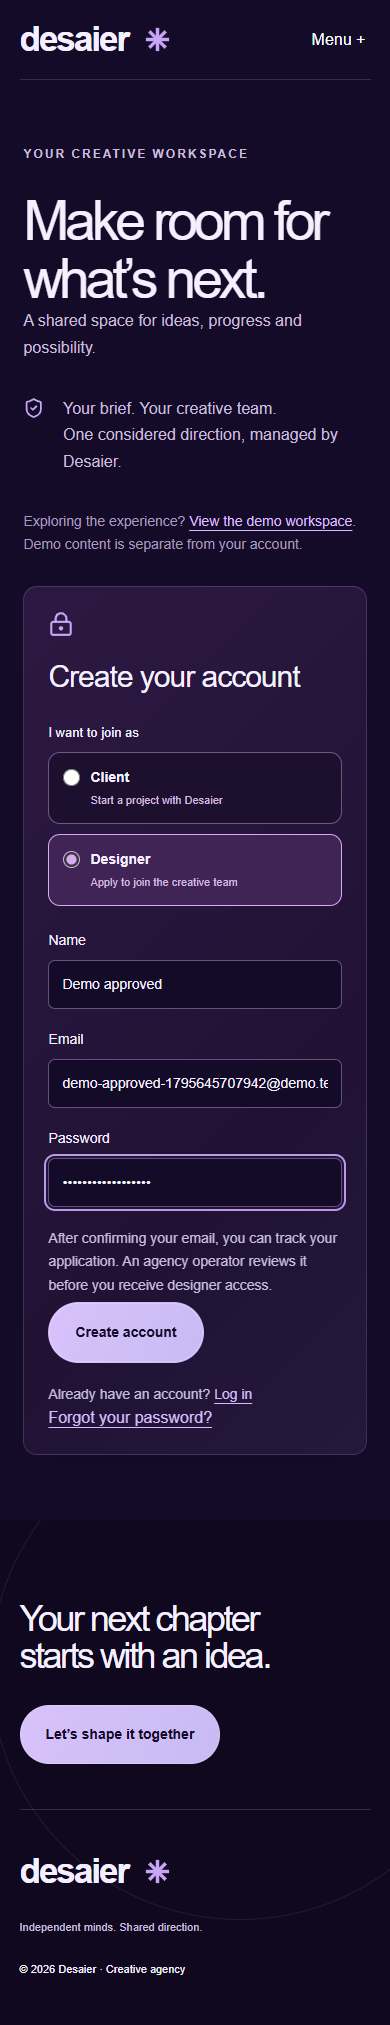 desaier
Menu +
YOUR CREATIVE WORKSPACE
Make room for
what's next.
A shared space for ideas, progress and
possibility.
Your brief. Your creative team.
One considered direction, managed by
Desaier.
Exploring the experience? View the demo workspace.
Demo content is separate from your account.
Create your account
I want to join as
Client
Start a project with Desaier
Designer
Apply to join the creative team
Name
Demo approved
Email
demo-approved-1795645707942@demo.te
Password
••••••••••••••••••
After confirming your email, you can track your
application. An agency operator reviews it
before you receive designer access.
Create account
Already have an account? Log in
Forgot your password?
Your next chapter
starts with an idea.
Let's shape it together
desaier
Independent minds. Shared direction.
© 2026 Desaier · Creative agency